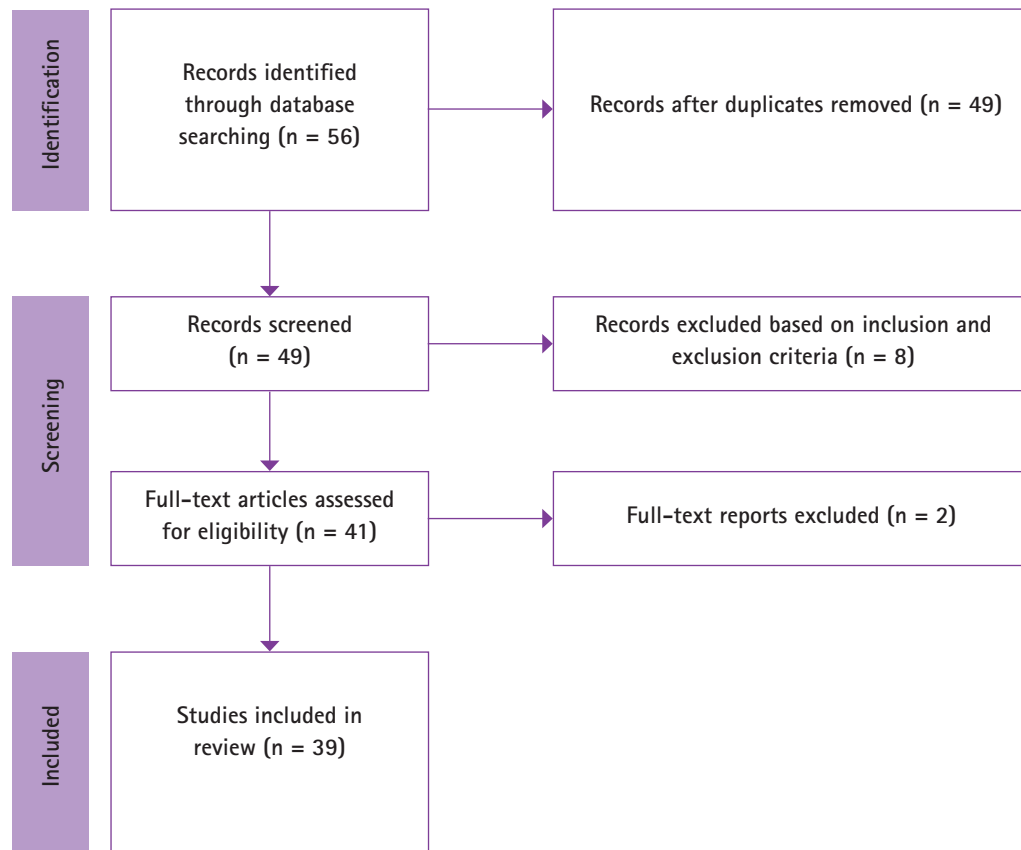 Identification
Records identified
through database
searching (n = 56)
Records after duplicates removed (n = 49)
Screening
Records screened
(n = 49)
Records excluded based on inclusion and
exclusion criteria (n = 8)
Full-text articles assessed
for eligibility (n = 41)
Full-text reports excluded (n = 2)
Included
Studies included in
review (n = 39)